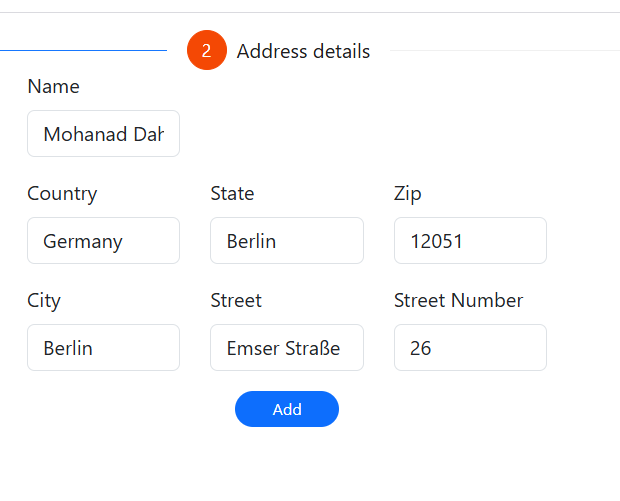 2 Address details
Name
Mohanad Dah
Country State Zip
Germany Berlin 12051
City Street Street Number
Berlin Emser Straße 26
Add